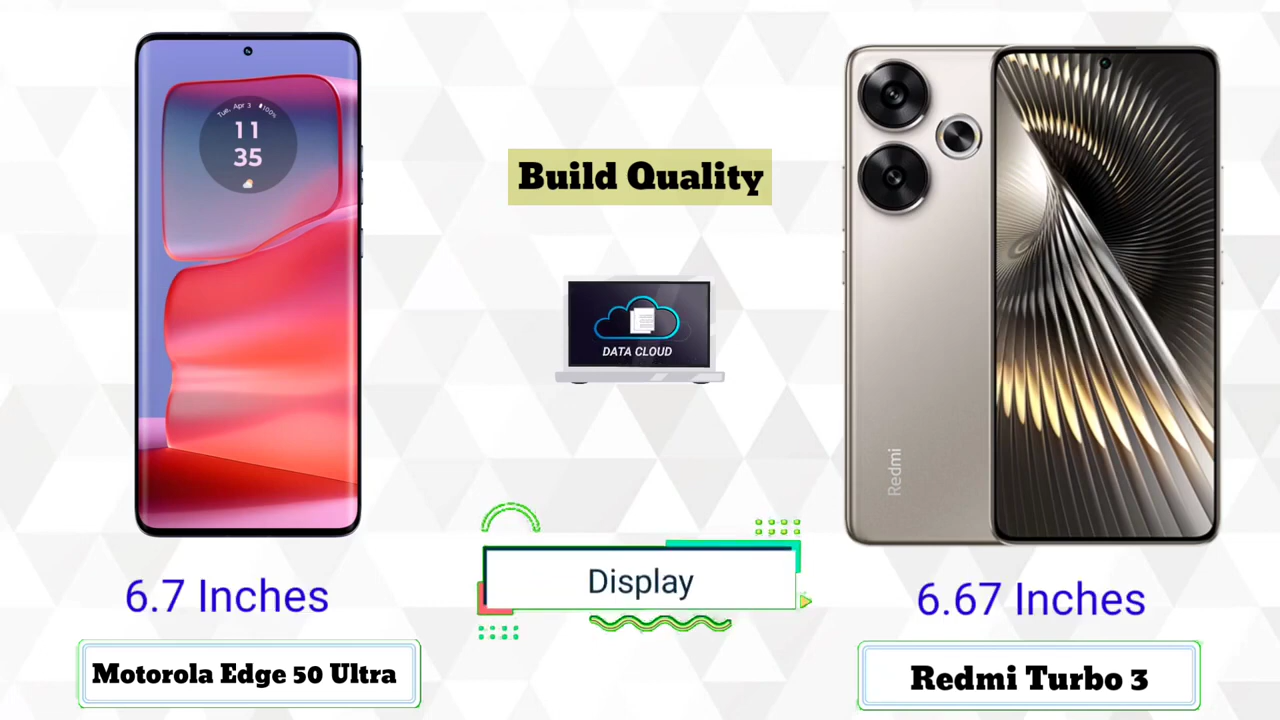 Tue, Apr 3 100%
11
35
Build Quality
DATA CLOUD
Redmi
Display
6.7 Inches
6.67 Inches
Motorola Edge 50 Ultra
Redmi Turbo 3